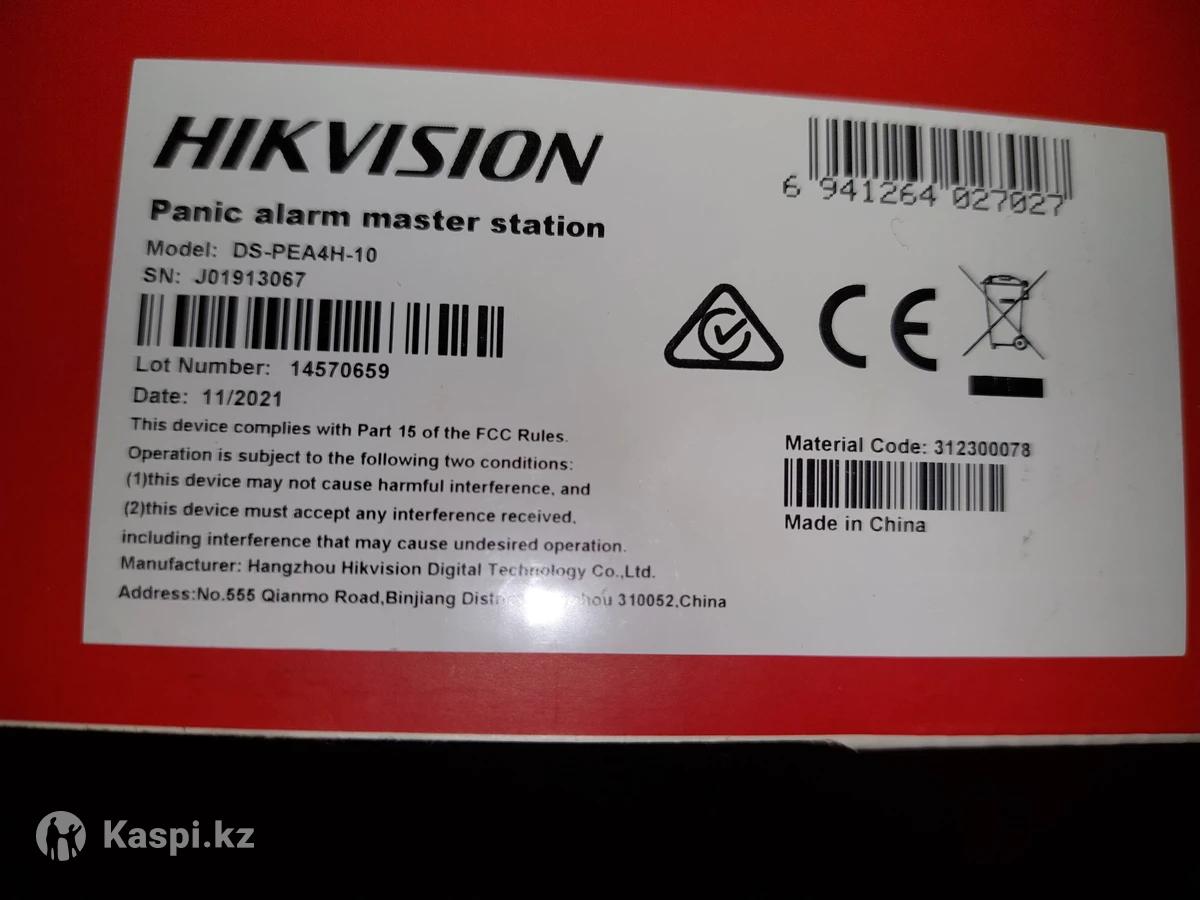 HIKVISION
Panic alarm master station
Model: DS-PEA4H-10
SN: J01913067
Lot Number: 14570659
Date: 11/2021
This device complies with Part 15 of the FCC Rules.
Operation is subject to the following two conditions:
(1)this device may not cause harmful interference, and
(2)this device must accept any interference received,
including interference that may cause undesired operation.
Manufacturer: Hangzhou Hikvision Digital Technology Co.,Ltd.
Address:No.555 Qianmo Road,Binjiang 310052,China
6 941264 027027
CE
Material Code: 312300078
Made in China
Kaspi.kz